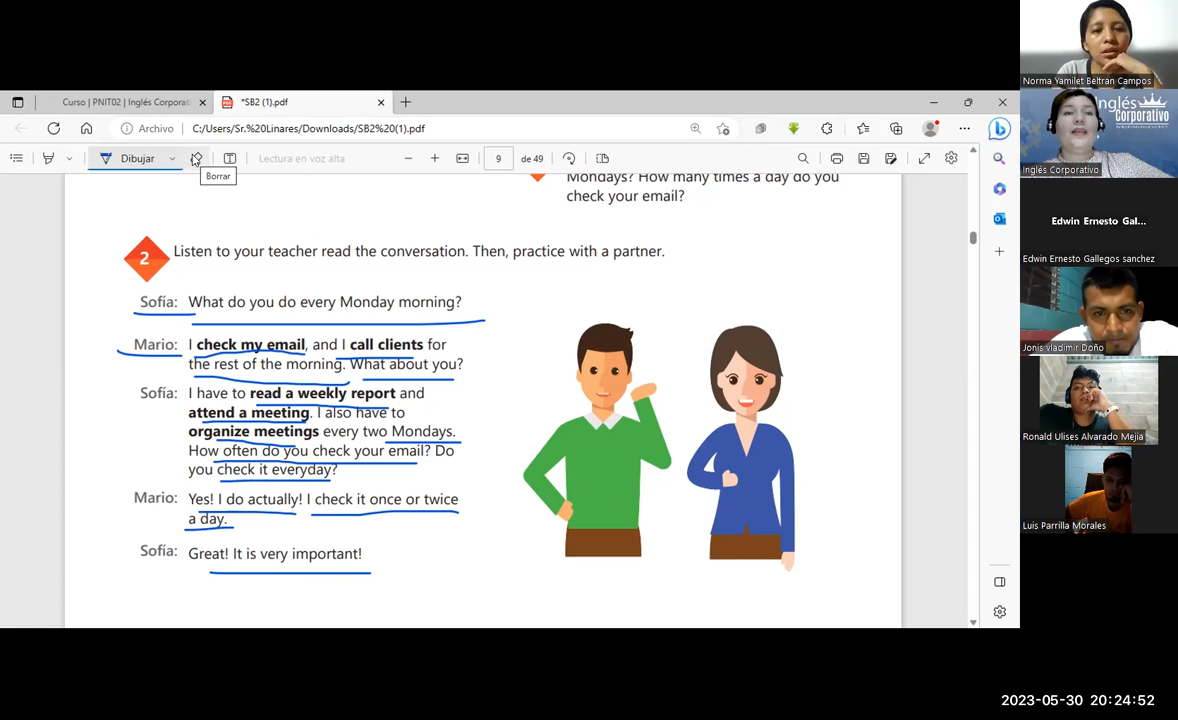 Curso | PNIT02 | Inglés Corporati
*SB2 (1).pdf
Archivo
C:/Users/Sr.%20Linares/Downloads/SB2%20(1).pdf
Dibujar
Lectura en voz alta
9
de 49
Borrar
Mondays? How many times a day do you
check your email?
2
Listen to your teacher read the conversation. Then, practice with a partner.
Sofía: What do you do every Monday morning?
Mario: I check my email, and I call clients for
the rest of the morning. What about you?
Sofía: I have to read a weekly report and
attend a meeting. I also have to
organize meetings every two Mondays.
How often do you check your email? Do
you check it everyday?
Mario: Yes! I do actually! I check it once or twice
a day.
Sofía: Great! It is very important!
Norma Yamilet Beltrán Campos
Inglés
Corporativo
Inglés Corporativo
Edwin Ernesto Gal...
Edwin Ernesto Gallegos sanchez
Jonis vladimir Doño
Ronald Ulises Alvarado Mejia
Luis Parrilla Morales
2023-05-30 20:24:52